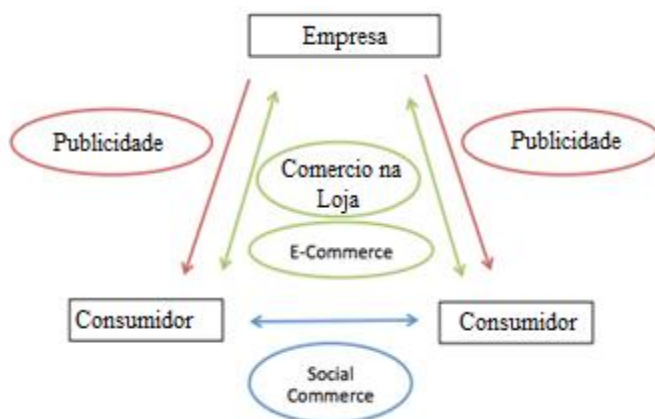 Empresa
Publicidade
Publicidade
Comercio na
Loja
E-Commerce
Consumidor
Consumidor
Social
Commerce